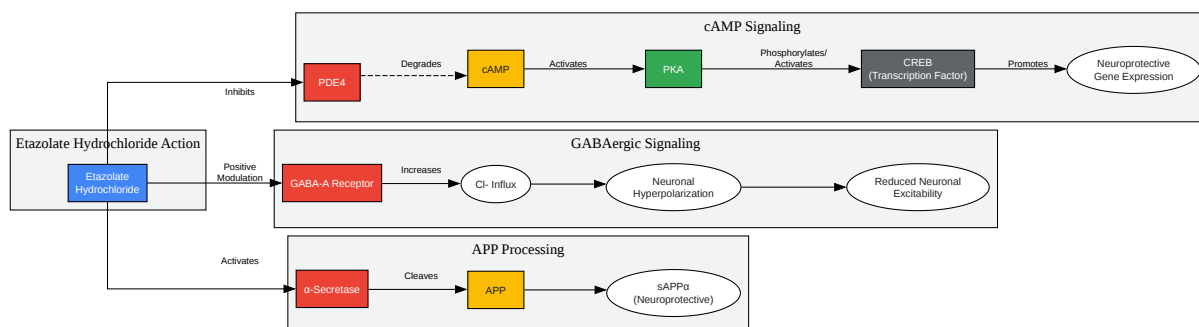 cAMP Signaling
PDE4
Degrades
cAMP
Activates
PKA
Phosphorylates/
Activates
CREB
(Transcription Factor)
Promotes
Neuroprotective
Gene Expression
Inhibits
Etazolate Hydrochloride Action
Etazolate
Hydrochloride
Positive
Modulation
GABAergic Signaling
GABA-A Receptor
Increases
Cl- Influx
Neuronal
Hyperpolarization
Reduced Neuronal
Excitability
Activates
APP Processing
α-Secretase
Cleaves
APP
sAPPα
(Neuroprotective)